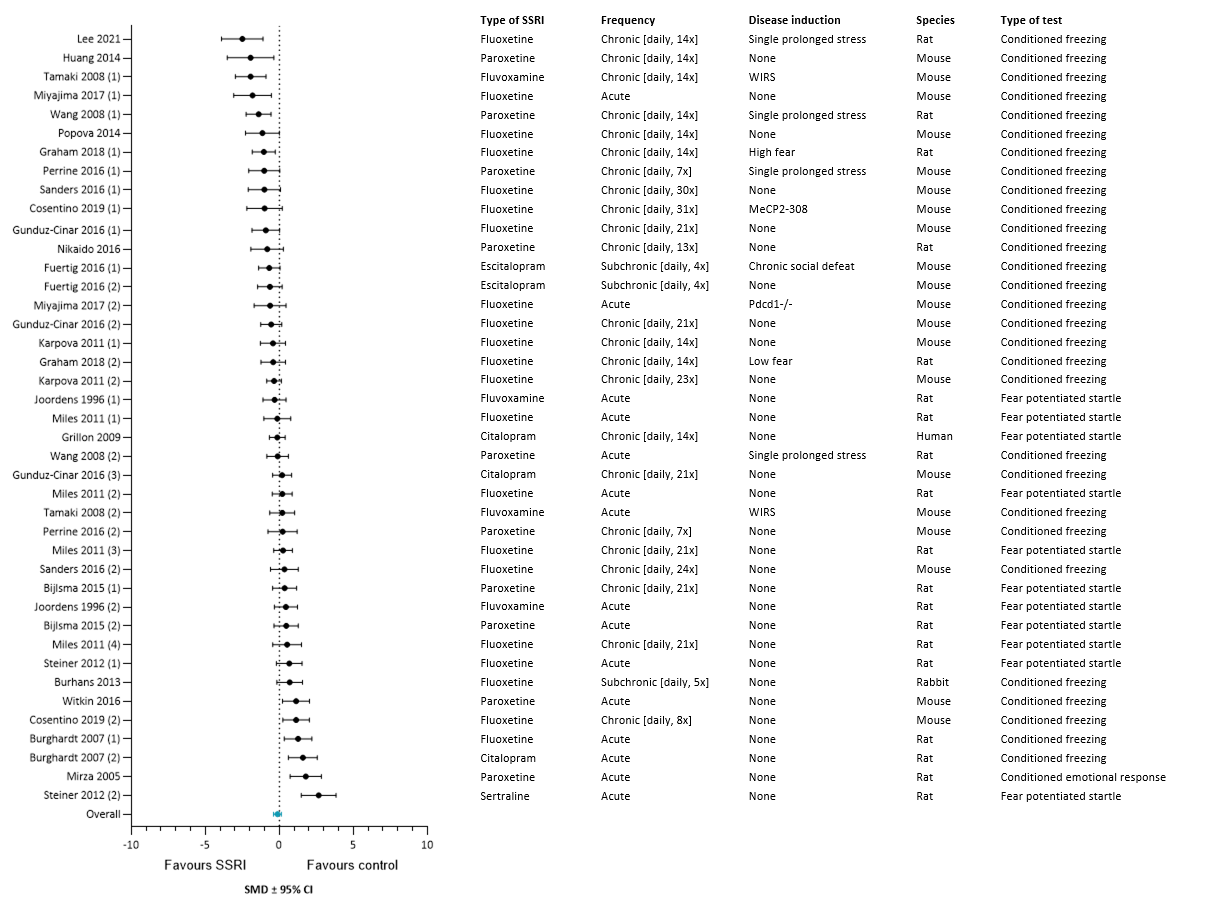 Type of SSRI Frequency Disease induction Species Type of test
Lee 2021 Fluoxetine Chronic [daily, 14x] Single prolonged stress Rat Conditioned freezing
Huang 2014 Paroxetine Chronic [daily, 14x] None Mouse Conditioned freezing
Tamaki 2008 (1) Fluvoxamine Chronic [daily, 14x] WIRS Mouse Conditioned freezing
Miyajima 2017 (1) Fluoxetine Acute None Mouse Conditioned freezing
Wang 2008 (1) Paroxetine Chronic [daily, 14x] Single prolonged stress Rat Conditioned freezing
Popova 2014 Fluoxetine Chronic [daily, 14x] None Mouse Conditioned freezing
Graham 2018 (1) Fluoxetine Chronic [daily, 14x] High fear Rat Conditioned freezing
Perrine 2016 (1) Paroxetine Chronic [daily, 7x] Single prolonged stress Mouse Conditioned freezing
Sanders 2016 (1) Fluoxetine Chronic [daily, 30x] None Mouse Conditioned freezing
Cosentino 2019 (1) Fluoxetine Chronic [daily, 31x] MeCP2-308 Mouse Conditioned freezing
Gunduz-Cinar 2016 (1) Fluoxetine Chronic [daily, 21x] None Mouse Conditioned freezing
Nikaido 2016 Paroxetine Chronic [daily, 13x] None Rat Conditioned freezing
Fuertig 2016 (1) Escitalopram Subchronic [daily, 4x] Chronic social defeat Mouse Conditioned freezing
Fuertig 2016 (2) Escitalopram Subchronic [daily, 4x] None Mouse Conditioned freezing
Miyajima 2017 (2) Fluoxetine Acute Pdcd1-/- Mouse Conditioned freezing
Gunduz-Cinar 2016 (2) Fluoxetine Chronic [daily, 21x] None Mouse Conditioned freezing
Karpova 2011 (1) Fluoxetine Chronic [daily, 14x] None Mouse Conditioned freezing
Graham 2018 (2) Fluoxetine Chronic [daily, 14x] Low fear Rat Conditioned freezing
Karpova 2011 (2) Fluoxetine Chronic [daily, 23x] None Mouse Conditioned freezing
Joordens 1996 (1) Fluvoxamine Acute None Rat Fear potentiated startle
Miles 2011 (1) Fluoxetine Acute None Rat Fear potentiated startle
Grillon 2009 Citalopram Chronic [daily, 14x] None Human Fear potentiated startle
Wang 2008 (2) Paroxetine Acute Single prolonged stress Rat Conditioned freezing
Gunduz-Cinar 2016 (3) Citalopram Chronic [daily, 21x] None Mouse Conditioned freezing
Miles 2011 (2) Fluoxetine Acute None Rat Fear potentiated startle
Tamaki 2008 (2) Fluvoxamine Acute WIRS Mouse Conditioned freezing
Perrine 2016 (2) Paroxetine Chronic [daily, 7x] None Mouse Conditioned freezing
Miles 2011 (3) Fluoxetine Chronic [daily, 21x] None Rat Fear potentiated startle
Sanders 2016 (2) Fluoxetine Chronic [daily, 24x] None Mouse Conditioned freezing
Bijlsma 2015 (1) Paroxetine Chronic [daily, 21x] None Rat Fear potentiated startle
Joordens 1996 (2) Fluvoxamine Acute None Rat Fear potentiated startle
Bijlsma 2015 (2) Paroxetine Acute None Rat Fear potentiated startle
Miles 2011 (4) Fluoxetine Chronic [daily, 21x] None Rat Fear potentiated startle
Steiner 2012 (1) Fluoxetine Acute None Rat Fear potentiated startle
Burhans 2013 Fluoxetine Subchronic [daily, 5x] None Rabbit Conditioned freezing
Witkin 2016 Paroxetine Acute None Mouse Conditioned freezing
Cosentino 2019 (2) Fluoxetine Chronic [daily, 8x] None Mouse Conditioned freezing
Burghardt 2007 (1) Fluoxetine Acute None Rat Conditioned freezing
Burghardt 2007 (2) Citalopram Acute None Rat Conditioned freezing
Mirza 2005 Paroxetine Acute None Rat Conditioned emotional response
Steiner 2012 (2) Sertraline Acute None Rat Fear potentiated startle
Overall
-10 -5 0 5 10
Favours SSRI Favours control
SMD ± 95% CI